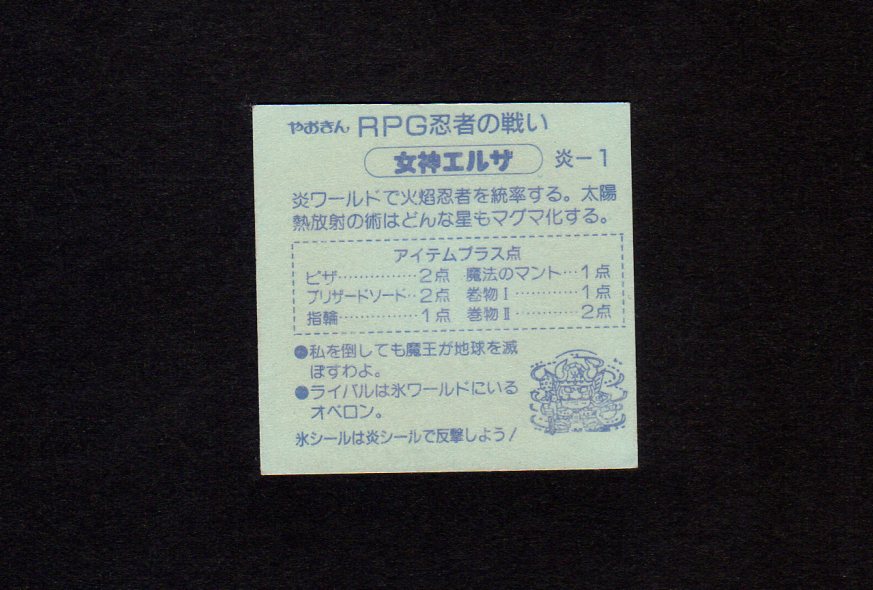 やおきん RPG忍者の戦い
女神エルザ 炎-1
炎ワールドで火焰忍者を統率する。太陽
熱放射の術はどんな星もマグマ化する。
アイテムプラス点
ピザ……………2点 魔法のマント…1点
ブリザードソード‥2点 巻物Ⅰ…………1点
指輪……………1点 巻物Ⅱ…………2点
●私を倒しても魔王が地球を滅
ぼすわよ。
●ライバルは氷ワールドにいる
オベロン。
氷シールは炎シールで反撃しよう!